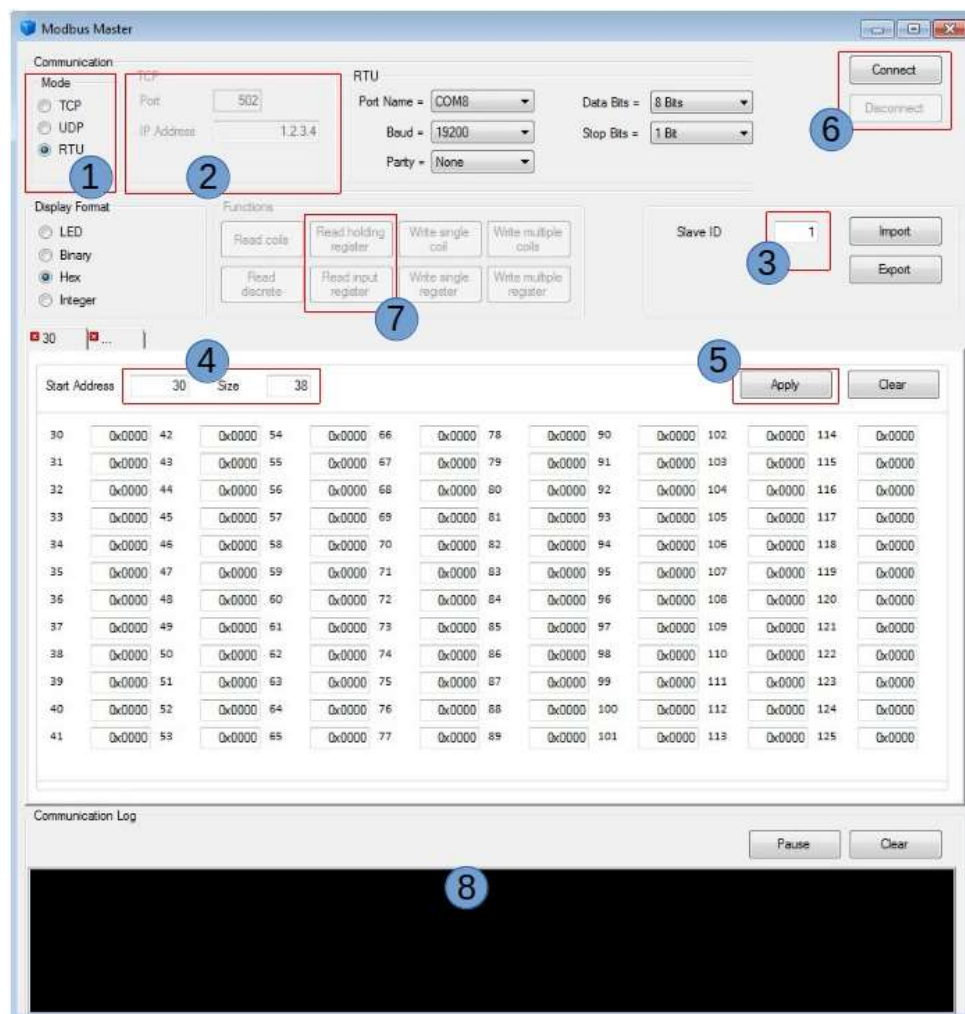 Modbus Master
Communication
Mode
TCP
UDP
RTU
1
TCP
Port 502
IP Address 1.2.3.4
2
RTU
Port Name = COM8
Baud = 19200
Party = None
Data Bits = 8 Bits
Stop Bits = 1 Bit
Connect
Disconnect
6
Display Format
LED
Binary
Hex
Integer
Functions
Read coils
Read holding
register
Write single
coil
Write multiple
coils
Read
discrete
Read input
register
Write single
register
Write multiple
register
7
Slave ID 1
3
Import
Export
30 ...
4
5
Start Address 30 Size 38 Apply Clear
30 0x0000 42 0x0000 54 0x0000 66 0x0000 78 0x0000 90 0x0000 102 0x0000 114 0x0000
31 0x0000 43 0x0000 55 0x0000 67 0x0000 79 0x0000 91 0x0000 103 0x0000 115 0x0000
32 0x0000 44 0x0000 56 0x0000 68 0x0000 80 0x0000 92 0x0000 104 0x0000 116 0x0000
33 0x0000 45 0x0000 57 0x0000 69 0x0000 81 0x0000 93 0x0000 105 0x0000 117 0x0000
34 0x0000 46 0x0000 58 0x0000 70 0x0000 82 0x0000 94 0x0000 106 0x0000 118 0x0000
35 0x0000 47 0x0000 59 0x0000 71 0x0000 83 0x0000 95 0x0000 107 0x0000 119 0x0000
36 0x0000 48 0x0000 60 0x0000 72 0x0000 84 0x0000 96 0x0000 108 0x0000 120 0x0000
37 0x0000 49 0x0000 61 0x0000 73 0x0000 85 0x0000 97 0x0000 109 0x0000 121 0x0000
38 0x0000 50 0x0000 62 0x0000 74 0x0000 86 0x0000 98 0x0000 110 0x0000 122 0x0000
39 0x0000 51 0x0000 63 0x0000 75 0x0000 87 0x0000 99 0x0000 111 0x0000 123 0x0000
40 0x0000 52 0x0000 64 0x0000 76 0x0000 88 0x0000 100 0x0000 112 0x0000 124 0x0000
41 0x0000 53 0x0000 65 0x0000 77 0x0000 89 0x0000 101 0x0000 113 0x0000 125 0x0000
Communication Log
Pause Clear
8